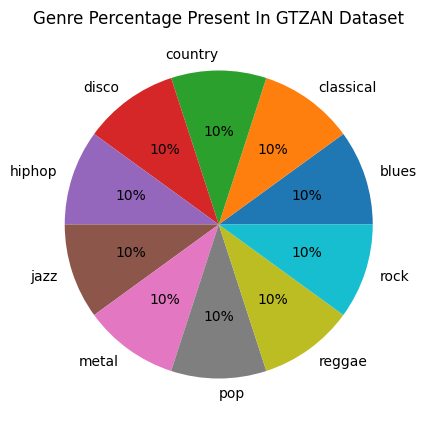 Genre Percentage Present In GTZAN Dataset
country
disco
classical
10%
10%
10%
hiphop
blues
10%
10%
10%
10%
jazz
rock
10%
10%
10%
metal
reggae
pop